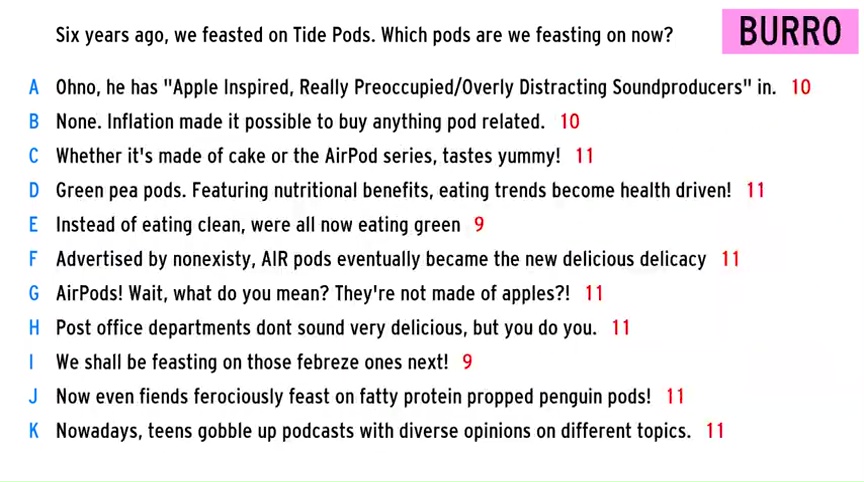 Six years ago, we feasted on Tide Pods. Which pods are we feasting on now?
BURRO
A Ohno, he has "Apple Inspired, Really Preoccupied/Overly Distracting Soundproducers" in. 10
B None. Inflation made it possible to buy anything pod related. 10
C Whether it's made of cake or the AirPod series, tastes yummy! 11
D Green pea pods. Featuring nutritional benefits, eating trends become health driven! 11
E Instead of eating clean, were all now eating green 9
F Advertised by nonexisty, AIR pods eventually became the new delicious delicacy 11
G AirPods! Wait, what do you mean? They're not made of apples?! 11
H Post office departments dont sound very delicious, but you do you. 11
I We shall be feasting on those febreze ones next! 9
J Now even fiends ferociously feast on fatty protein propped penguin pods! 11
K Nowadays, teens gobble up podcasts with diverse opinions on different topics. 11